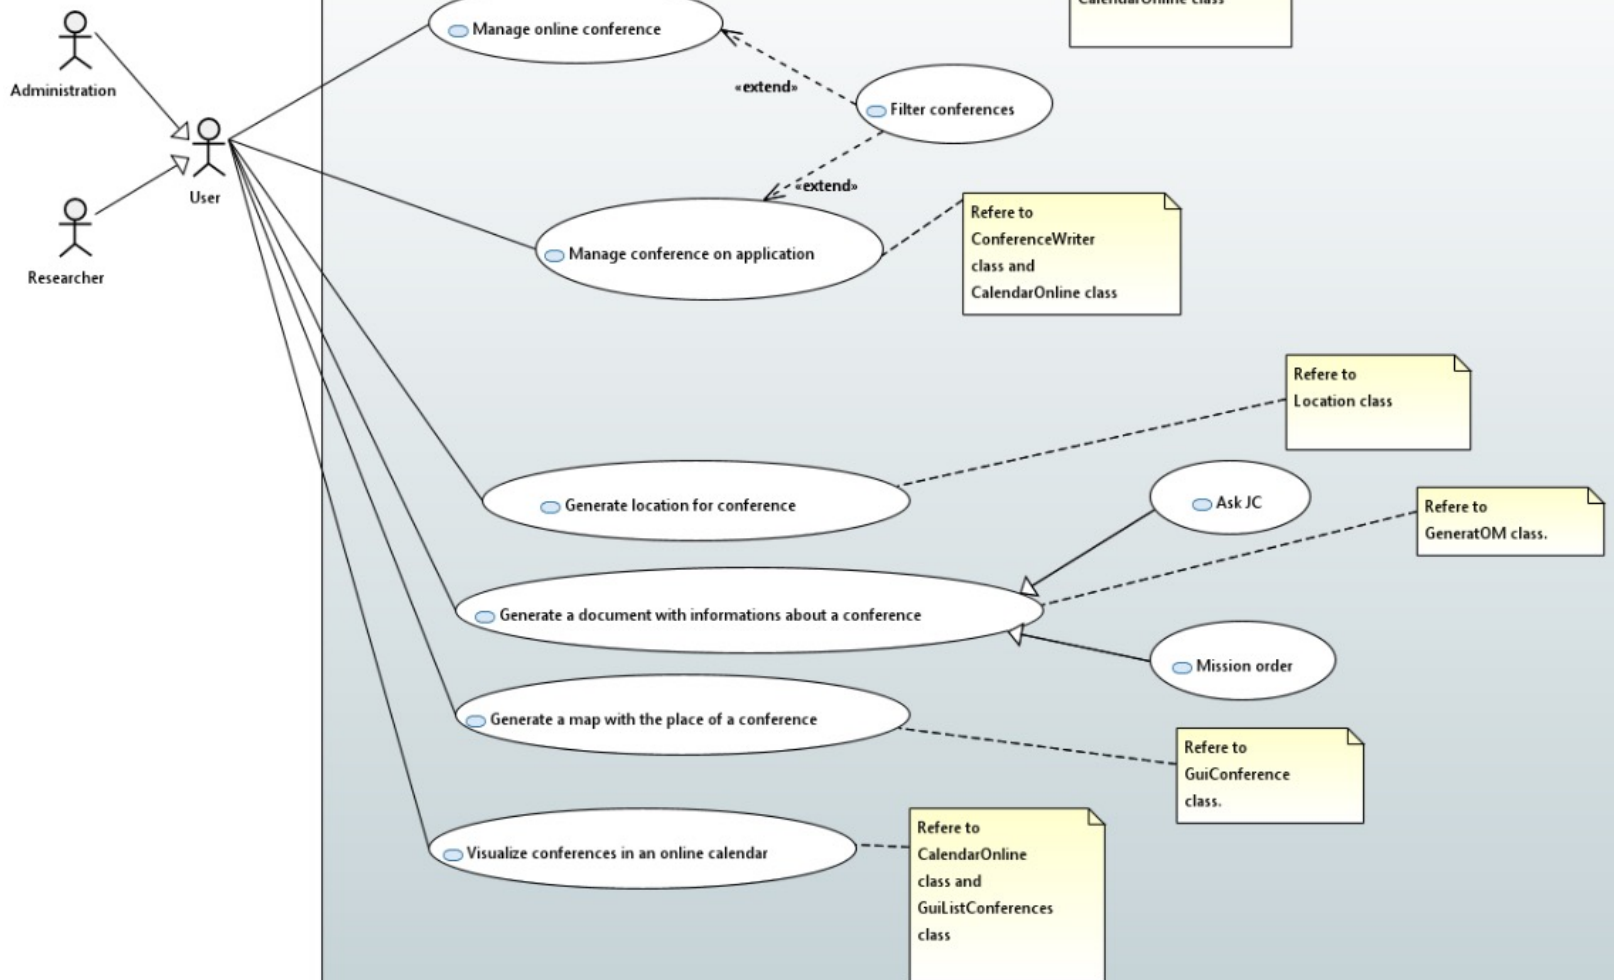 CalendarOnline class
Manage online conference
Administration
«extend»
Filter conferences
User
«extend»
Researcher
Manage conference on application
Refere to
ConferenceWriter
class and
CalendarOnline class
Refere to
Location class
Generate location for conference
Ask JC
Refere to
GeneratOM class.
Generate a document with informations about a conference
Mission order
Generate a map with the place of a conference
Refere to
GuiConference
class.
Visualize conferences in an online calendar
Refere to
CalendarOnline
class and
GuiListConferences
class